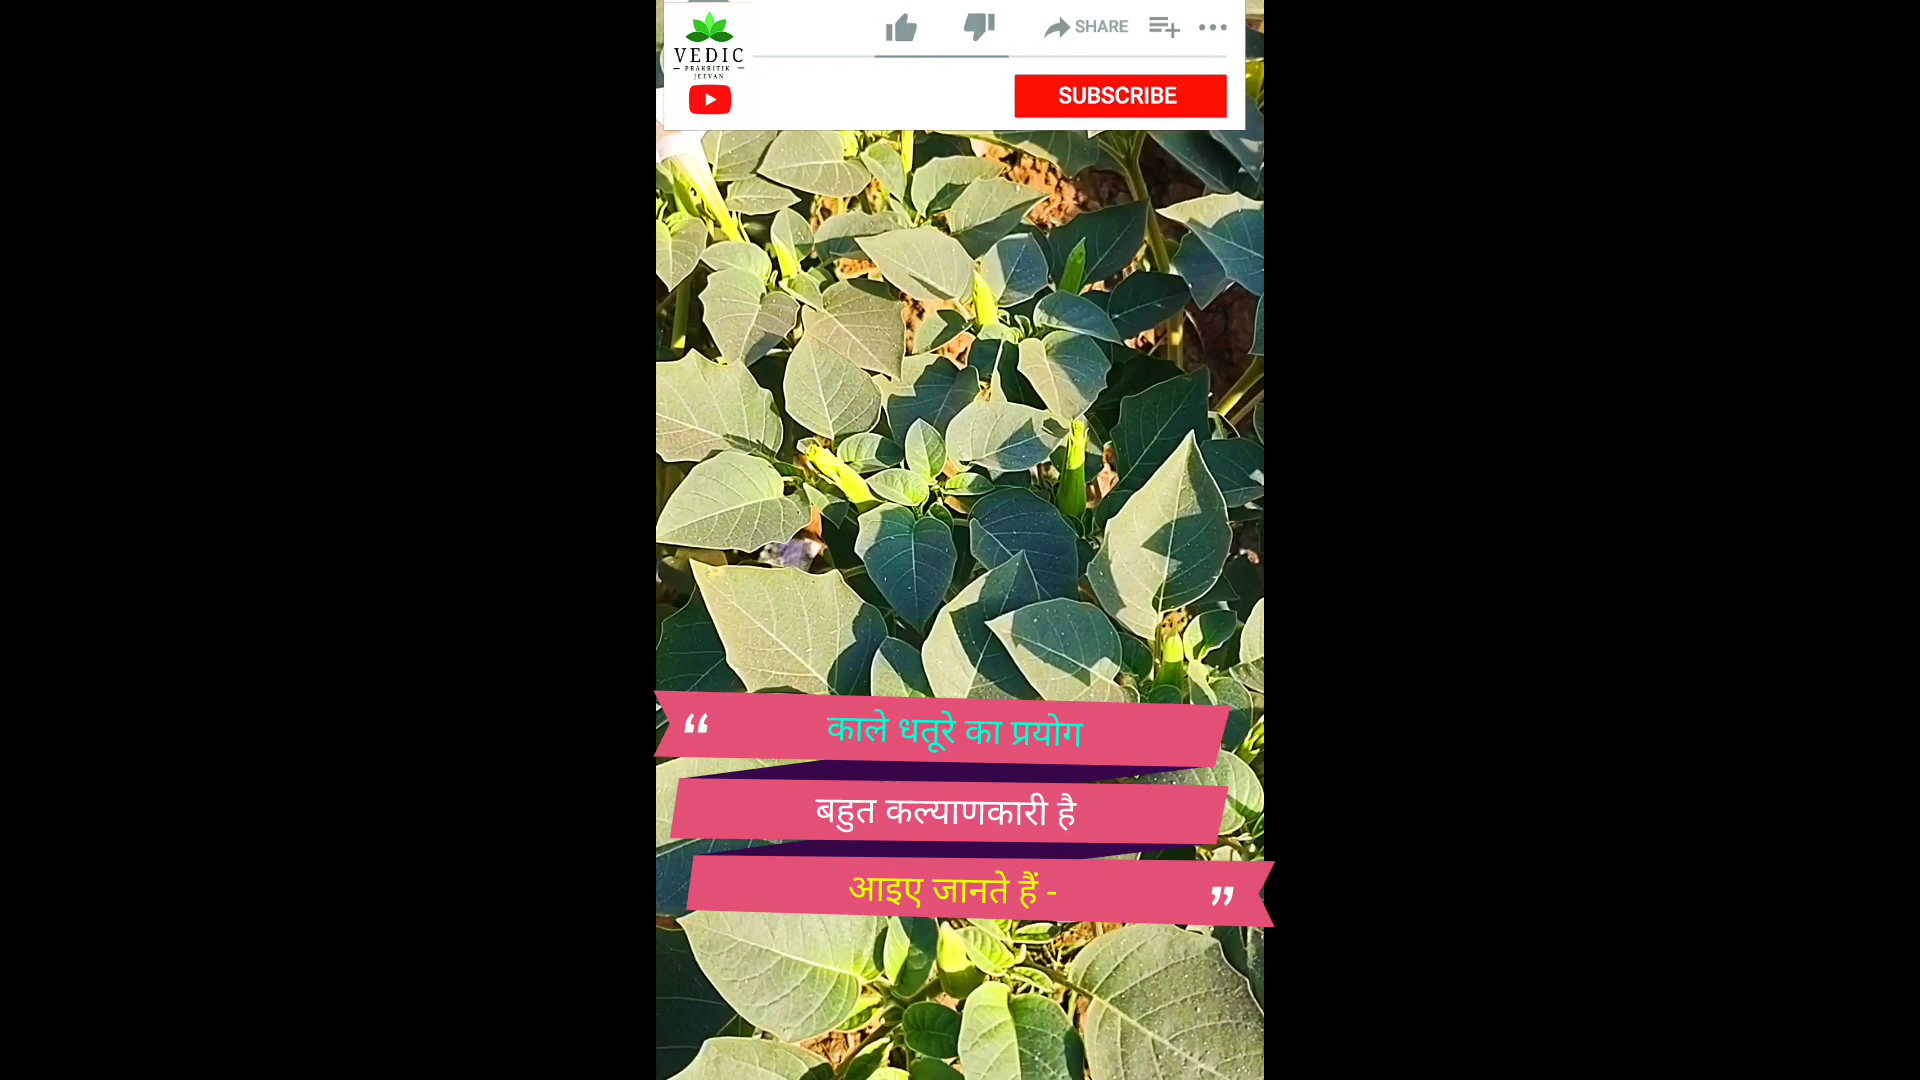 VEDIC
PRAKRITIK
JEEVAN
SHARE
SUBSCRIBE
“ काले धतूरे का प्रयोग
बहुत कल्याणकारी है
आइए जानते हैं - ”